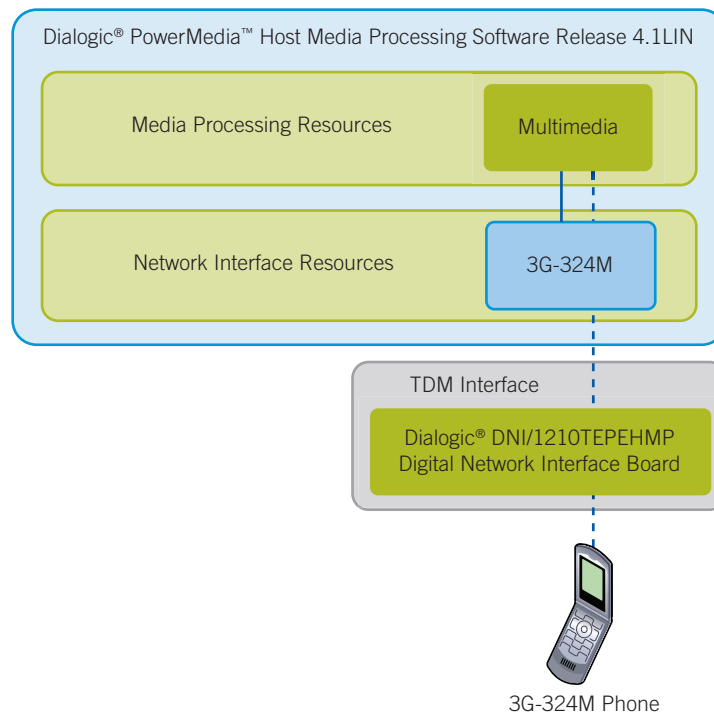 Dialogic® PowerMedia™ Host Media Processing Software Release 4.1LIN
Media Processing Resources
Multimedia
Network Interface Resources
3G-324M
TDM Interface
Dialogic® DNI/1210TEPEHMP
Digital Network Interface Board
3G-324M Phone